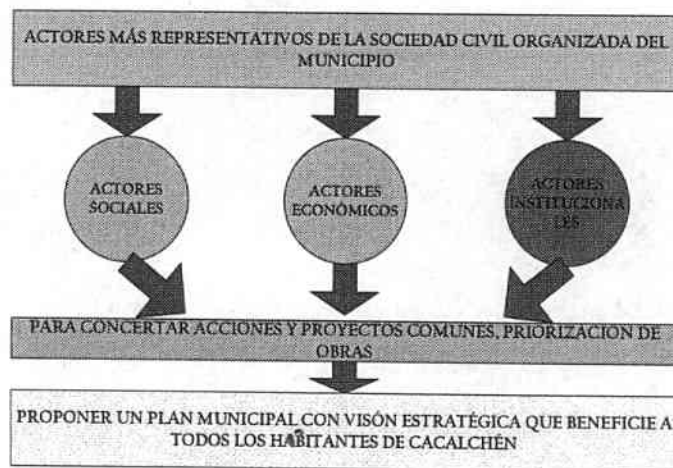 ACTORES MÁS REPRESENTATIVOS DE LA SOCIEDAD CIVIL ORGANIZADA DEL
MUNICIPIO
ACTORES
SOCIALES
ACTORES
ECONÓMICOS
ACTORES
INSTITUCIONA
LES
PARA CONCERTAR ACCIONES Y PROYECTOS COMUNES, PRIORIZACION DE
OBRAS
PROPONER UN PLAN MUNICIPAL CON VISÓN ESTRATÉGICA QUE BENEFICIE A
TODOS LOS HABITANTES DE CACALCHÉN